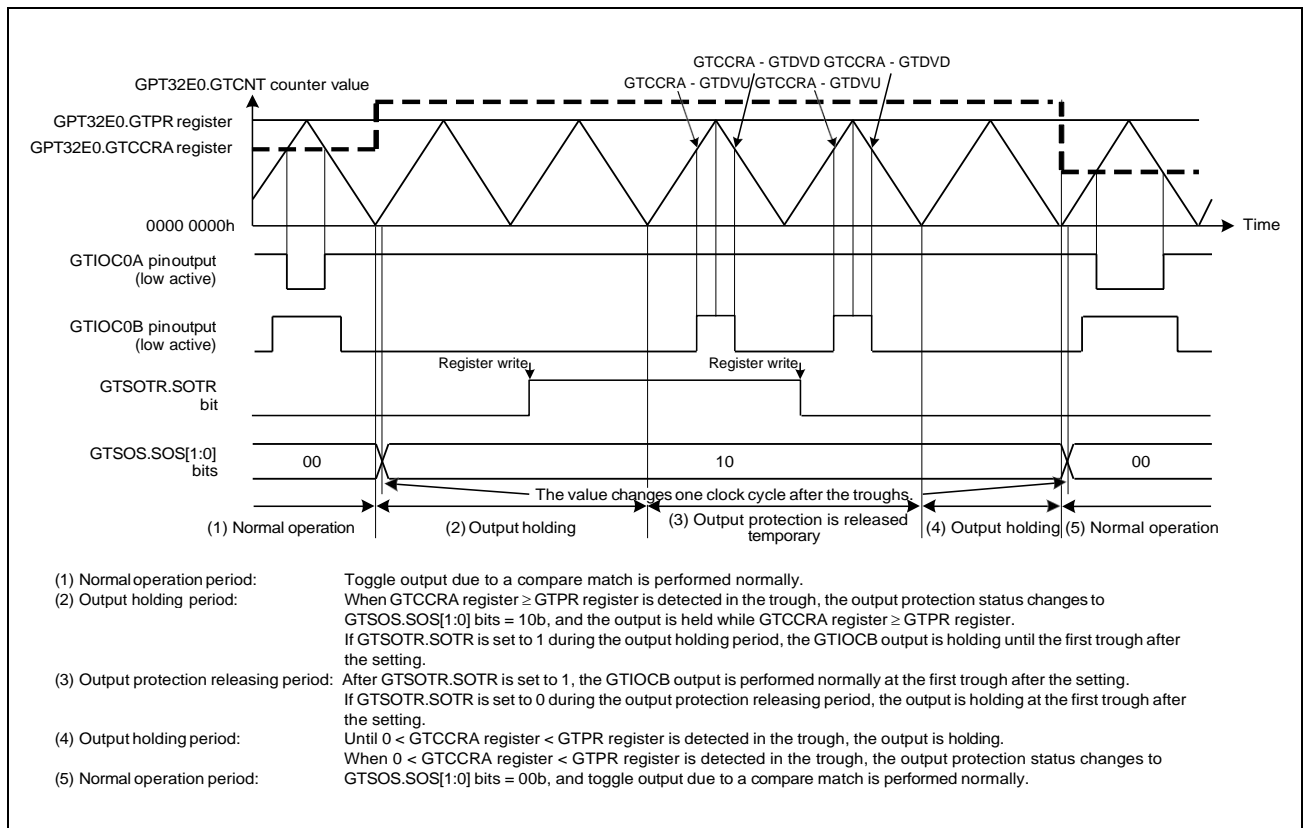 GTCCRA - GTDVD GTCCRA - GTDVD
GPT32E0.GTCNT counter value
GTCCRA - GTDVU GTCCRA - GTDVU
GPT32E0.GTPR register
GPT32E0.GTCCRA register
0000 0000h
Time
GTIOC0A pin output
(low active)
GTIOC0B pin output
(low active)
Register write
Register write
GTSOTR.SOTR
bit
GTSOS.SOS[1:0]
bits
00
10
00
The value changes one clock cycle after the troughs.
(1) Normal operation
(2) Output holding
(3) Output protection is released
temporary
(4) Output holding
(5) Normal operation
(1) Normal operation period: Toggle output due to a compare match is performed normally.
(2) Output holding period: When GTCCRA register ≥ GTPR register is detected in the trough, the output protection status changes to
GTSOS.SOS[1:0] bits = 10b, and the output is held while GTCCRA register ≥ GTPR register.
If GTSOTR.SOTR is set to 1 during the output holding period, the GTIOCB output is holding until the first trough after
the setting.
(3) Output protection releasing period: After GTSOTR.SOTR is set to 1, the GTIOCB output is performed normally at the first trough after the setting.
If GTSOTR.SOTR is set to 0 during the output protection releasing period, the output is holding at the first trough after
the setting.
(4) Output holding period: Until 0 < GTCCRA register < GTPR register is detected in the trough, the output is holding.
When 0 < GTCCRA register < GTPR register is detected in the trough, the output protection status changes to
(5) Normal operation period: GTSOS.SOS[1:0] bits = 00b, and toggle output due to a compare match is performed normally.